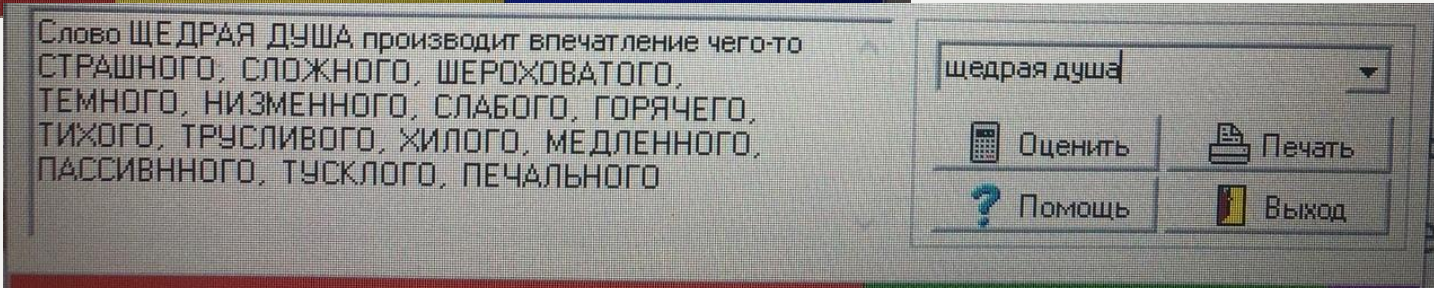 Слово ЩЕДРАЯ ДУША производит впечатление чего-то
СТРАШНОГО, СЛОЖНОГО, ШЕРОХОВАТОГО,
ТЕМНОГО, НИЗМЕННОГО, СЛАБОГО, ГОРЯЧЕГО,
ТИХОГО, ТРУСЛИВОГО, ХИЛОГО, МЕДЛЕННОГО,
ПАССИВННОГО, ТУСКЛОГО, ПЕЧАЛЬНОГО
щедрая душа
Оценить
Печать
Помощь
Выход